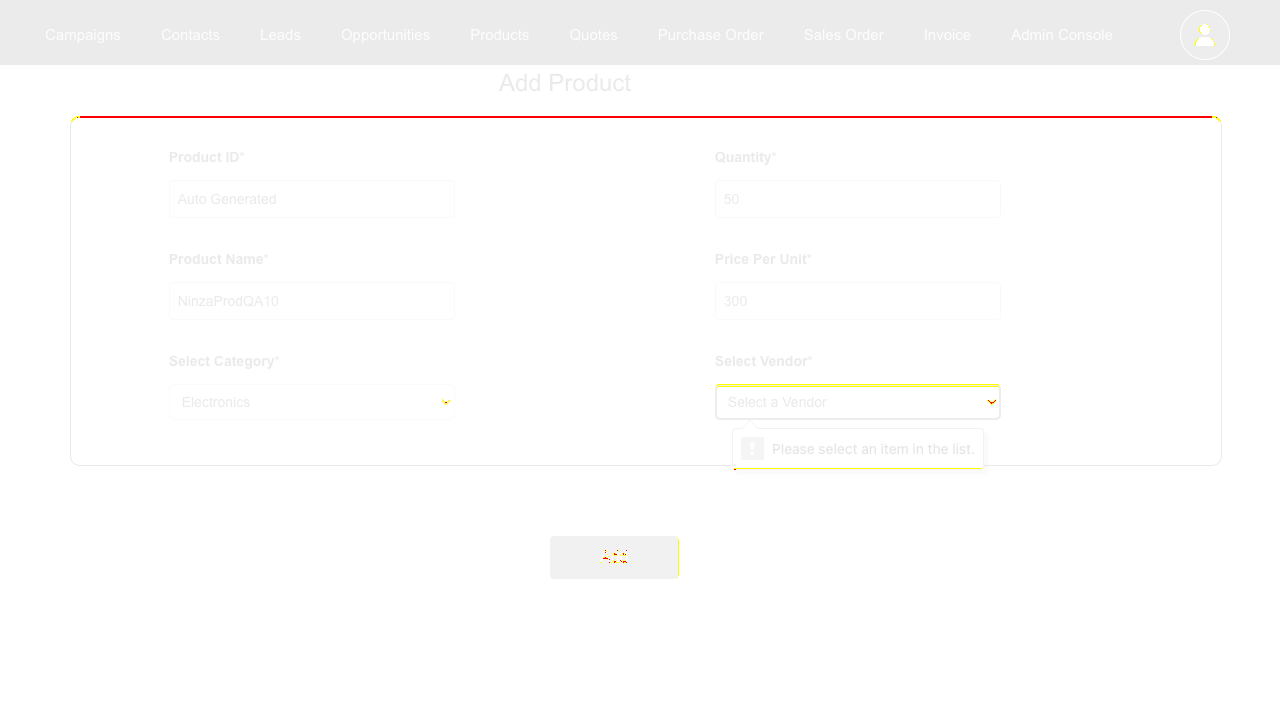 Campaigns Contacts Leads Opportunities Products Quotes Purchase Order Sales Order Invoice Admin Console
Add Product
Product ID* Quantity*
Auto Generated 50
Product Name* Price Per Unit*
NinzaProdQA10 300
Select Category* Select Vendor*
Electronics Select a Vendor
Please select an item in the list.
Add